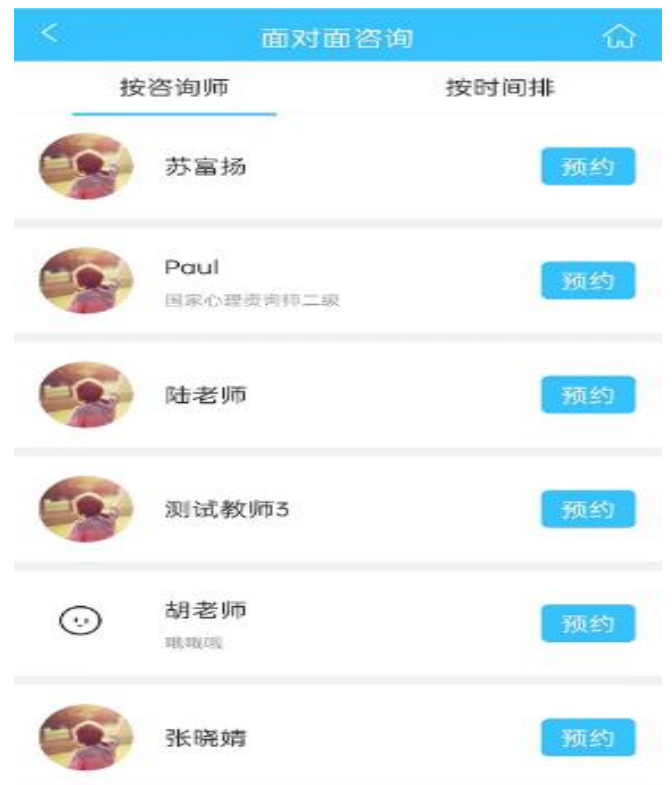 面对面咨询
按咨询师 按时间排
苏富扬 预约
Paul
国家心理资询师二级
预约
陆老师 预约
测试教师3 预约
胡老师
哦哦哦
预约
张晓婧 预约